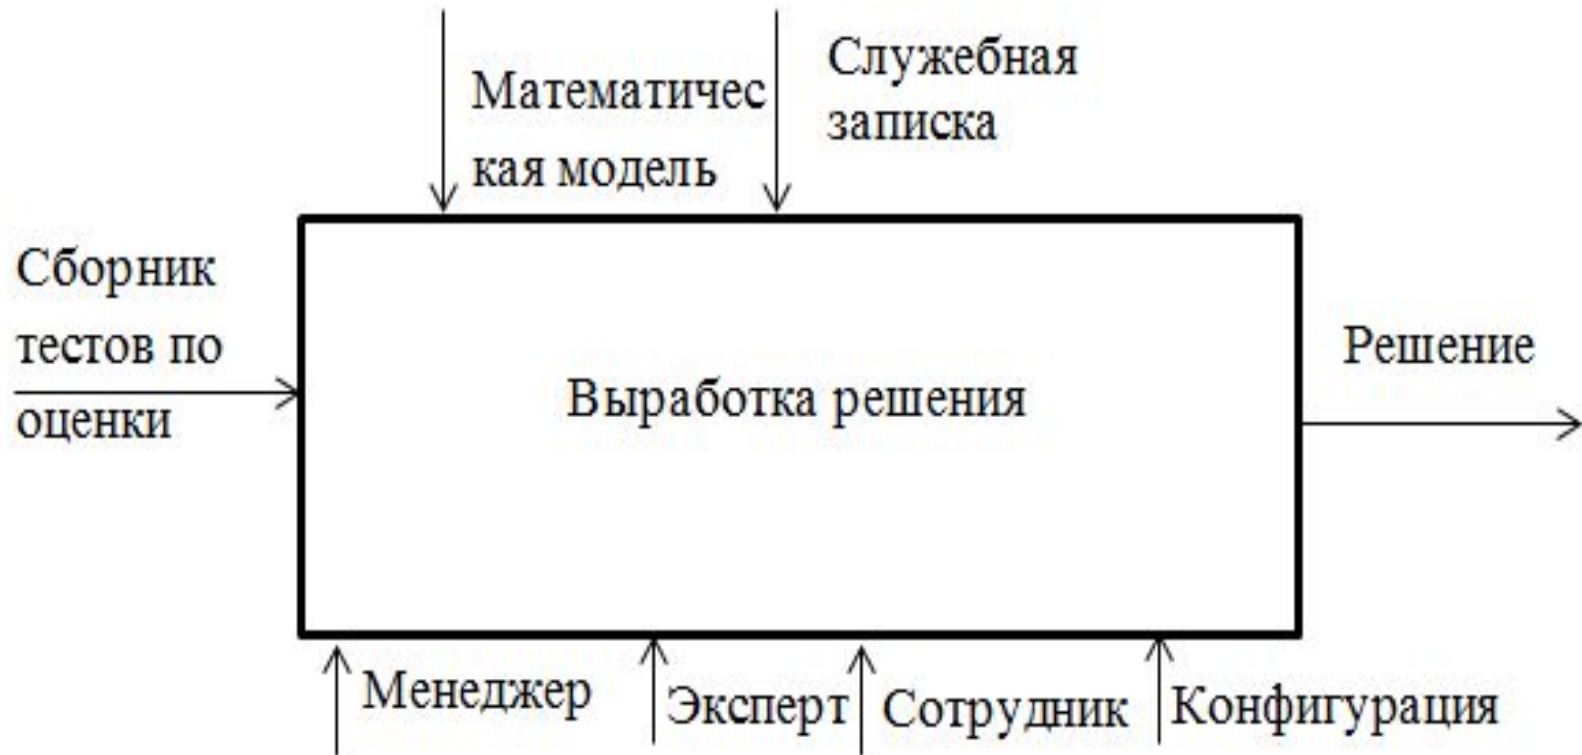 Математичес
кая модель
Служебная
записка
Сборник
тестов по
оценки
Выработка решения
Решение
Менеджер
Эксперт
Сотрудник
Конфигурация